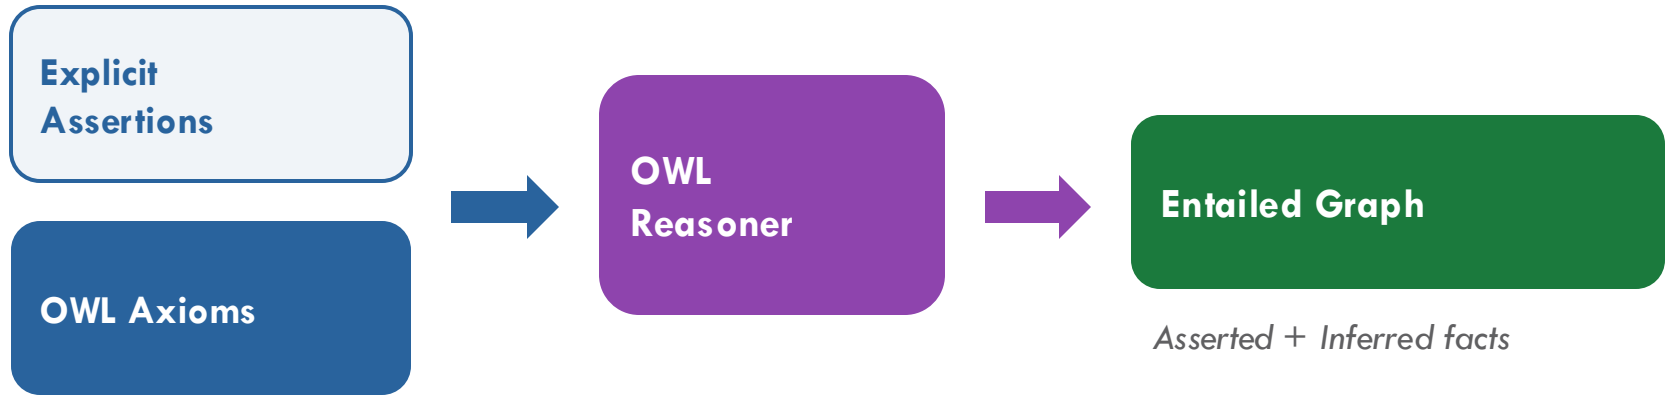 Explicit
Assertions
OWL Axioms
OWL
Reasoner
Entailed Graph
Asserted + Inferred facts